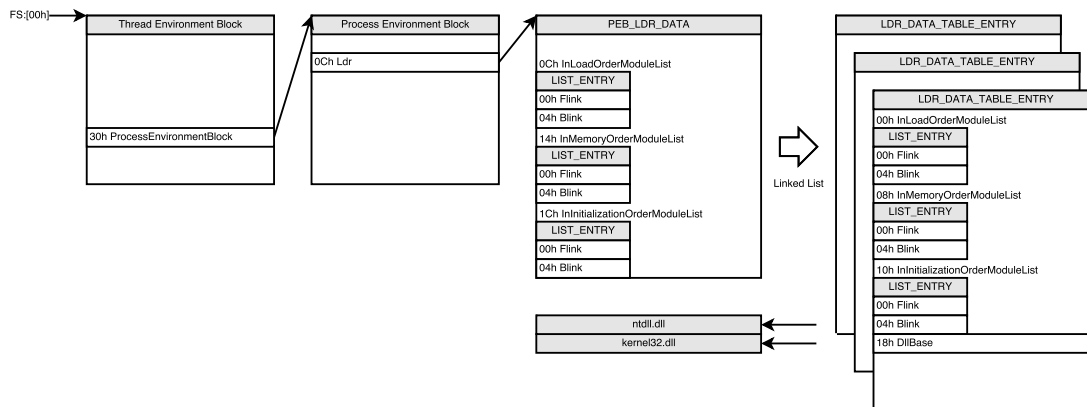 FS:[00h]
Thread Environment Block
30h ProcessEnvironmentBlock
Process Environment Block
0Ch Ldr
PEB_LDR_DATA
0Ch InLoadOrderModuleList
LIST_ENTRY
00h Flink
04h Blink
14h InMemoryOrderModuleList
LIST_ENTRY
00h Flink
04h Blink
1Ch InInitializationOrderModuleList
LIST_ENTRY
00h Flink
04h Blink
ntdll.dll
kernel32.dll
Linked List
LDR_DATA_TABLE_ENTRY
LDR_DATA_TABLE_ENTRY
LDR_DATA_TABLE_ENTRY
00h InLoadOrderModuleList
LIST_ENTRY
00h Flink
04h Blink
08h InMemoryOrderModuleList
LIST_ENTRY
00h Flink
04h Blink
10h InInitializationOrderModuleList
LIST_ENTRY
00h Flink
04h Blink
18h DllBase